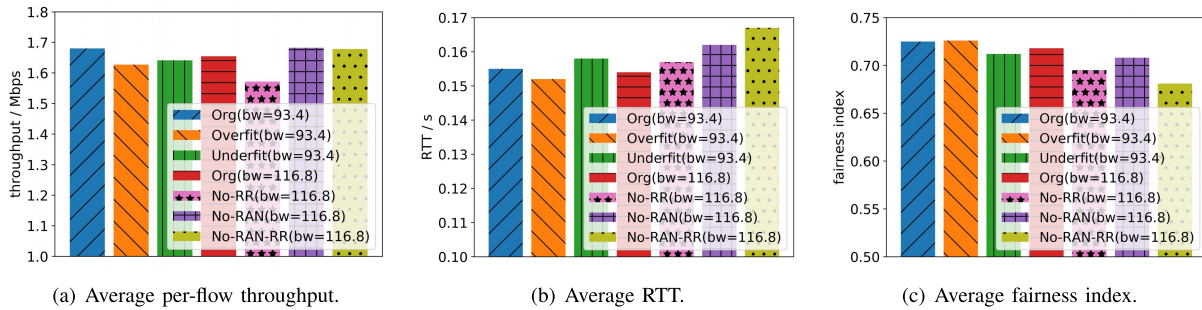 1.8
1.7
1.6
1.5
1.4
1.3
1.2
1.1
1.0
throughput / Mbps
Org(bw=93.4)
Overfit(bw=93.4)
Underfit(bw=93.4)
Org(bw=116.8)
No-RR(bw=116.8)
No-RAN(bw=116.8)
No-RAN-RR(bw=116.8)
(a) Average per-flow throughput.
0.17
0.16
0.15
0.14
0.13
0.12
0.11
0.10
RTT / s
Org(bw=93.4)
Overfit(bw=93.4)
Underfit(bw=93.4)
Org(bw=116.8)
No-RR(bw=116.8)
No-RAN(bw=116.8)
No-RAN-RR(bw=116.8)
(b) Average RTT.
0.75
0.70
0.65
0.60
0.55
0.50
fairness index
Org(bw=93.4)
Overfit(bw=93.4)
Underfit(bw=93.4)
Org(bw=116.8)
No-RR(bw=116.8)
No-RAN(bw=116.8)
No-RAN-RR(bw=116.8)
(c) Average fairness index.